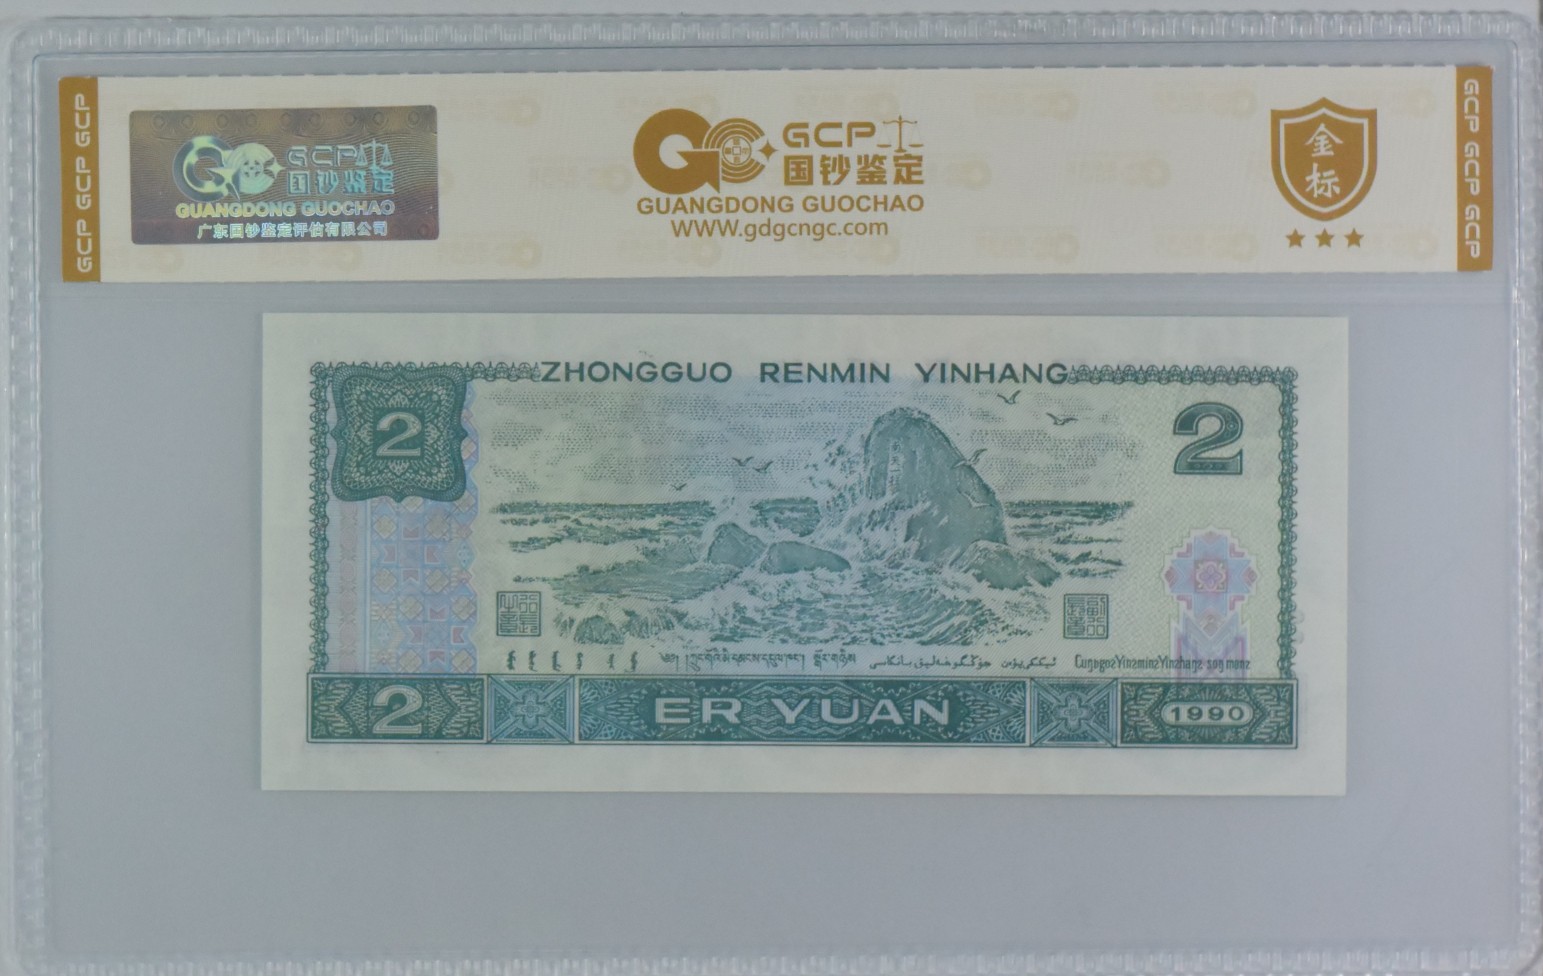 GCP GCP GCP
GCP 国钞鉴定
GUANGDONG GUOCHAO
广东国钞鉴定评估有限公司
GCP
国钞鉴定
GUANGDONG GUOCHAO
WWW.gdgcngc.com
金标
GCP GCP GCP
ZHONGGUO RENMIN YINHANG
2
2
2
ER YUAN
1990